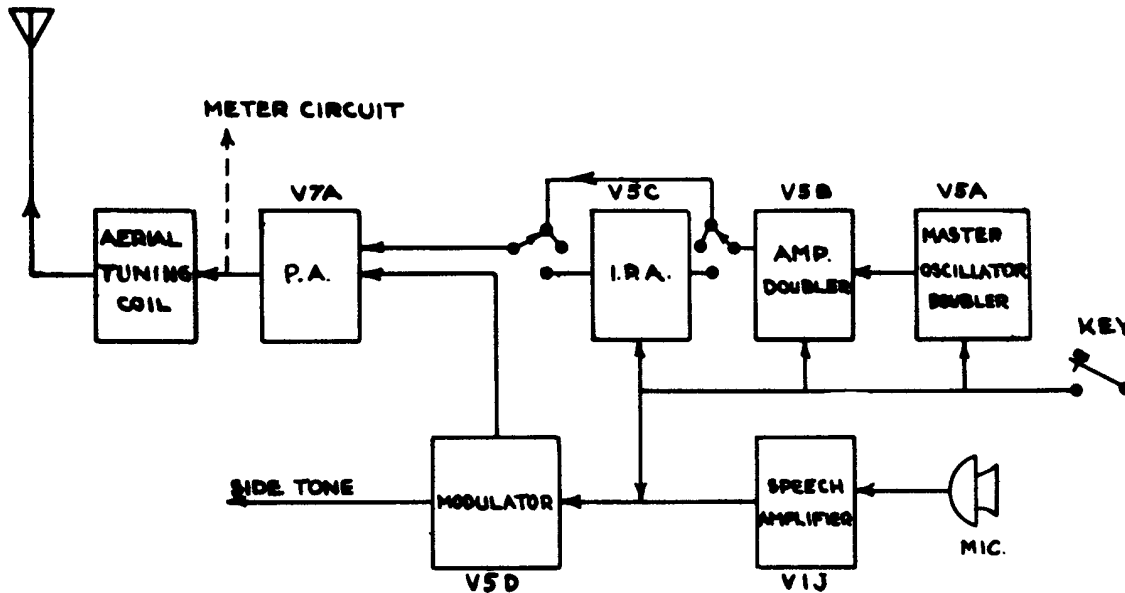 METER CIRCUIT
V7A
V5C
V5B
V5A
AERIAL
TUNING
COIL
P.A.
I.P.A.
AMP.
DOUBLER
MASTER
OSCILLATOR
DOUBLER
KEY
SIDE TONE
MODULATOR
SPEECH
AMPLIFIER
MIC.
V5D
V1J